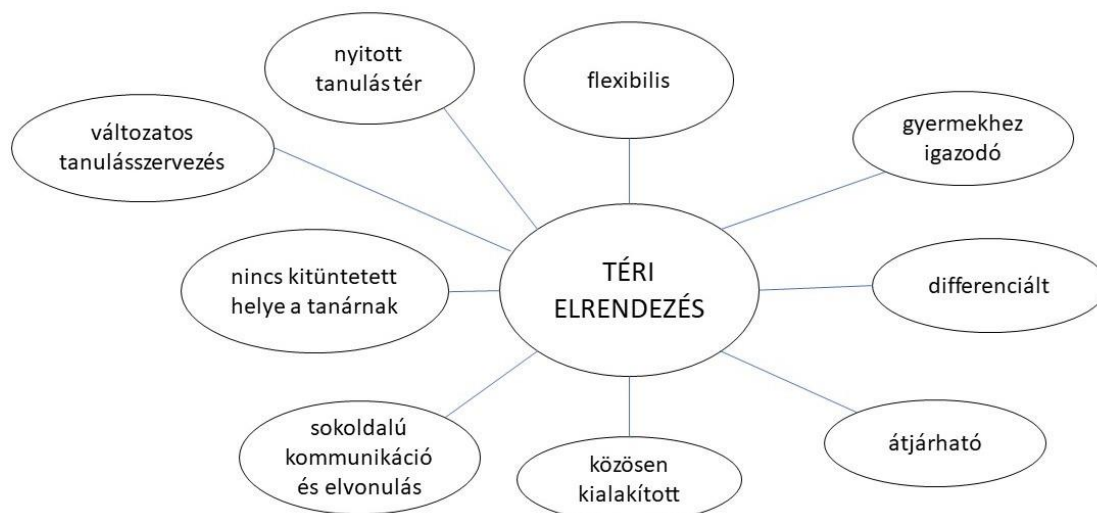 nyitott
tanulás tér
flexibilis
változatos
tanulásszervezés
gyermekhez
igazodó
nincs kitüntetett
helye a tanárnak
TÉRI
ELRENDEZÉS
differenciált
sokoldalú
kommunikáció
és elvonulás
közösen
kialakított
átjárható